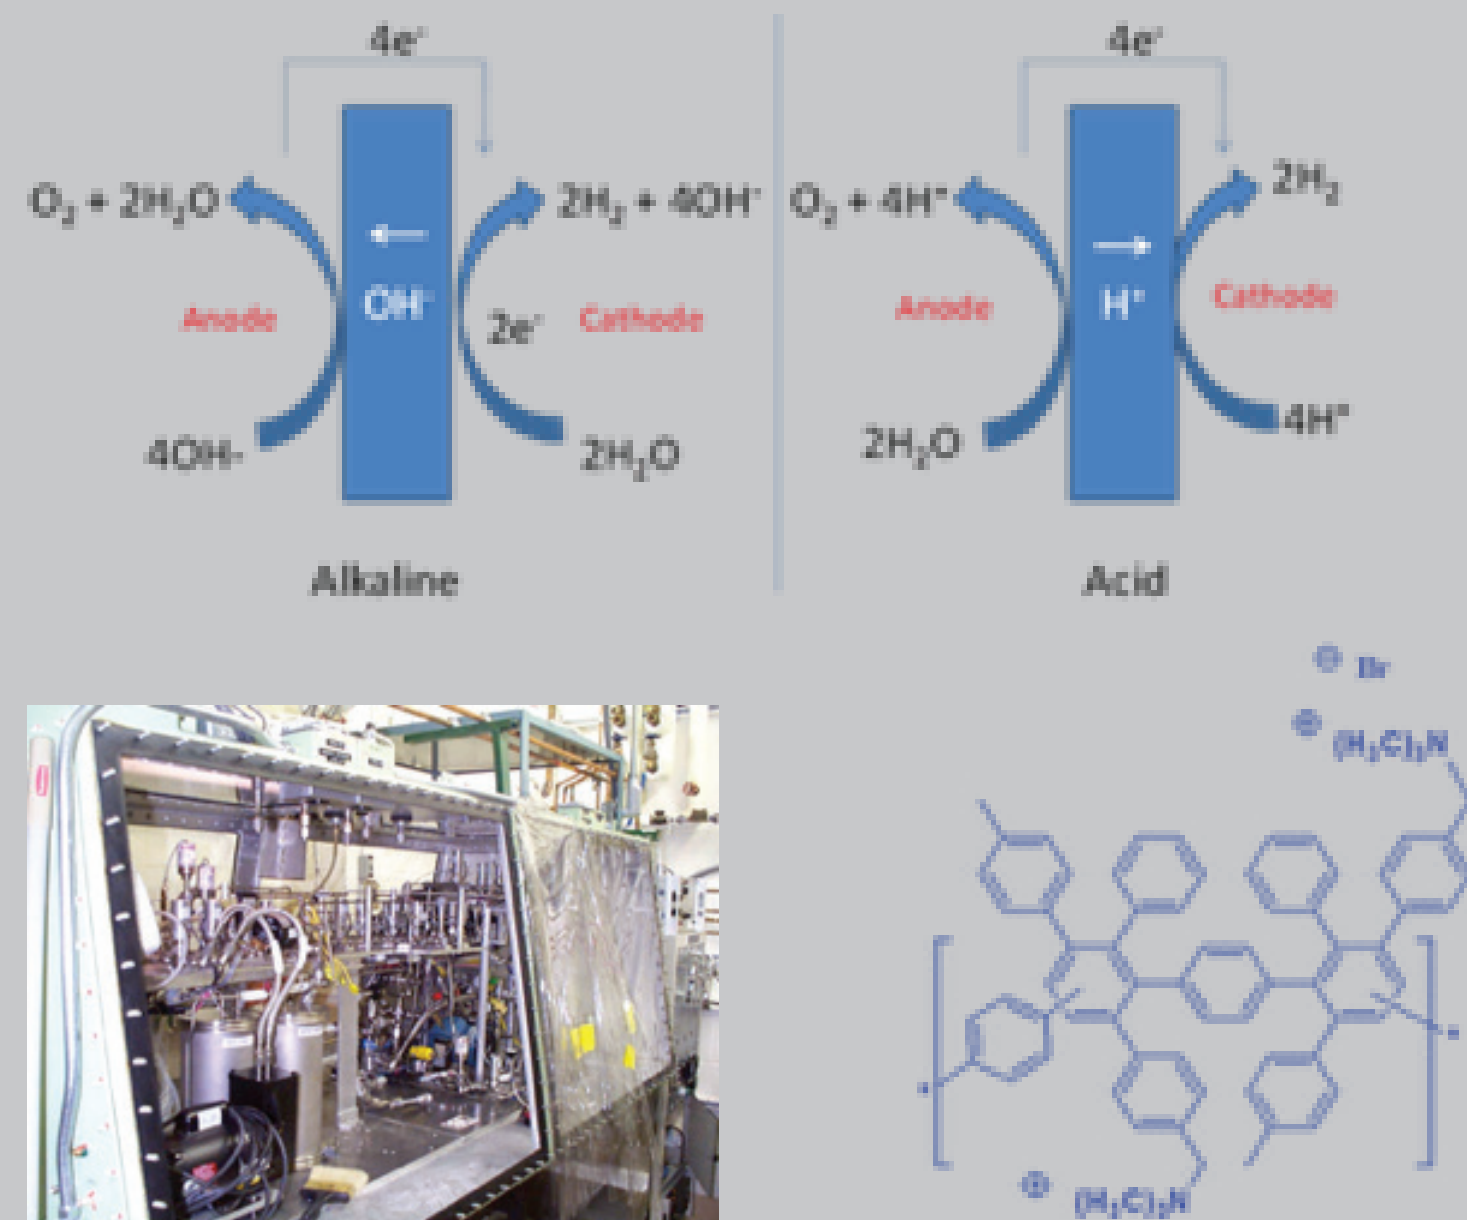 4e⁻
4e⁻
O₂ + 2H₂O
2H₂ + 4OH⁻
O₂ + 4H⁺
2H₂
OH⁻
H⁺
Anode
2e⁻
Cathode
Anode
Cathode
4OH-
2H₂O
2H₂O
4H⁺
Alkaline
Acid
⊖ Br
⊕ (H₃C)₃N
⊕ (H₃C)₃N